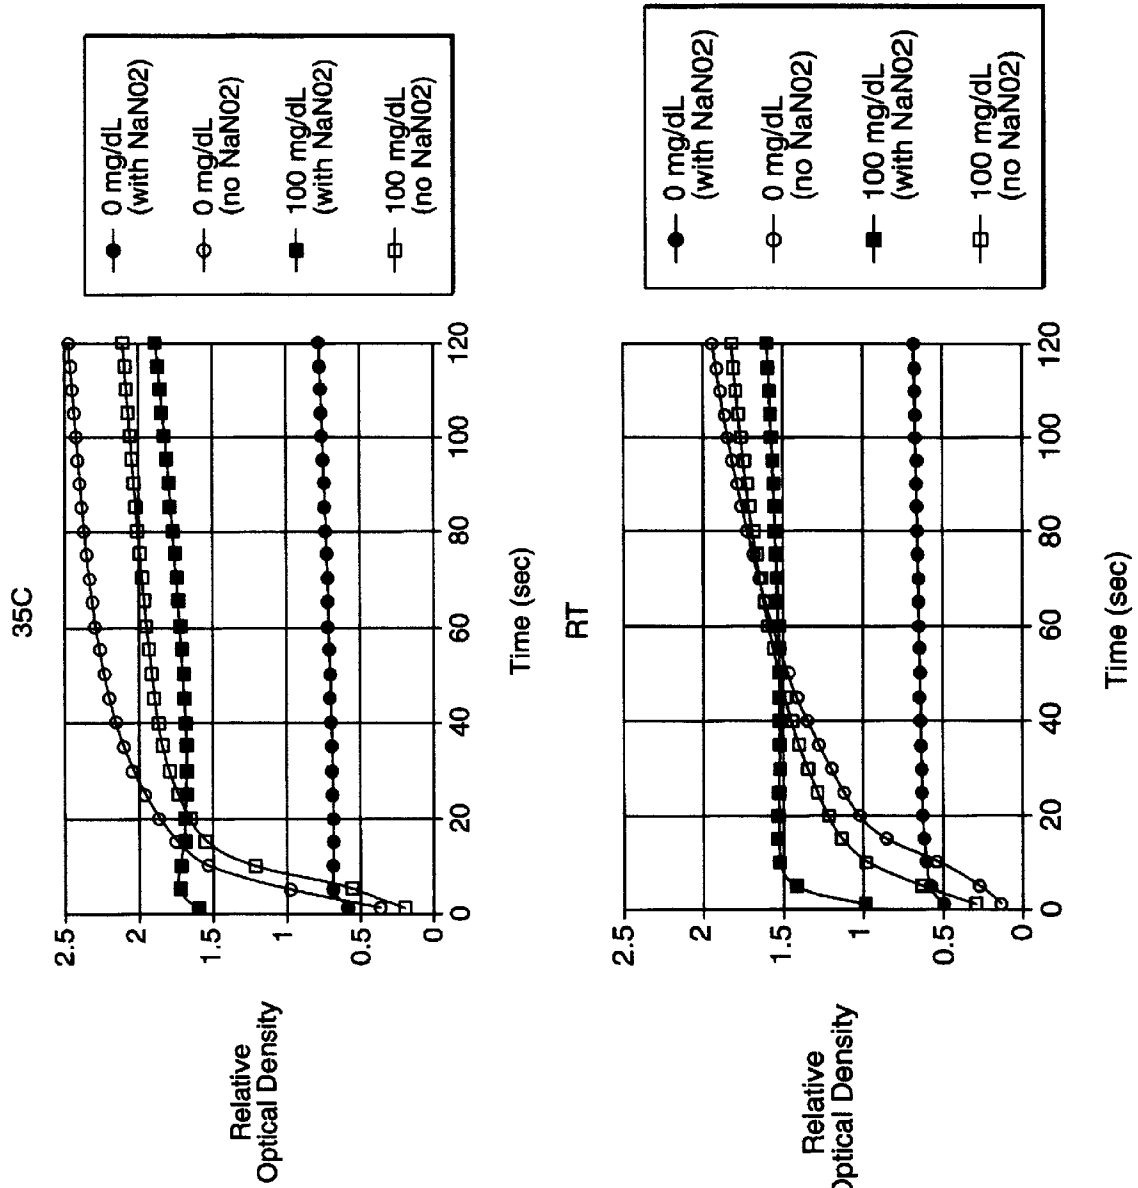 35C
Relative
Optical Density
2.5
2
1.5
1
0.5
0
0
20
40
60
80
100
120
Time (sec)
0 mg/dL
(with NaN02)
0 mg/dL
(no NaN02)
100 mg/dL
(with NaN02)
100 mg/dL
(no NaN02)
RT
Relative
Optical Density
2.5
2
1.5
1
0.5
0
0
20
40
60
80
100
120
Time (sec)
0 mg/dL
(with NaN02)
0 mg/dL
(no NaN02)
100 mg/dL
(with NaN02)
100 mg/dL
(no NaN02)